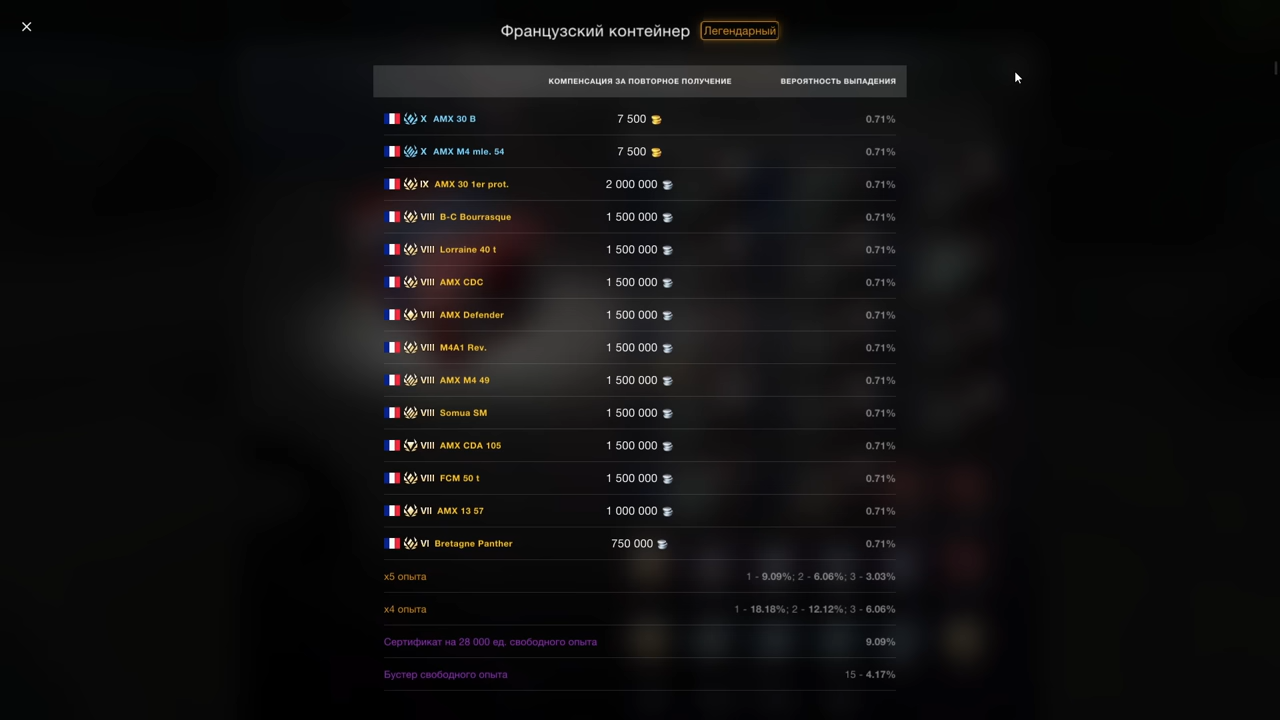 Французский контейнер Легендарный
КОМПЕНСАЦИЯ ЗА ПОВТОРНОЕ ПОЛУЧЕНИЕ ВЕРОЯТНОСТЬ ВЫПАДЕНИЯ
X AMX 30 B 7 500 0.71%
X AMX M4 mle. 54 7 500 0.71%
IX AMX 30 1er prot. 2 000 000 0.71%
VIII B-C Bourrasque 1 500 000 0.71%
VIII Lorraine 40 t 1 500 000 0.71%
VIII AMX CDC 1 500 000 0.71%
VIII AMX Defender 1 500 000 0.71%
VIII M4A1 Rev. 1 500 000 0.71%
VIII AMX M4 49 1 500 000 0.71%
VIII Somua SM 1 500 000 0.71%
VIII AMX CDA 105 1 500 000 0.71%
VIII FCM 50 t 1 500 000 0.71%
VII AMX 13 57 1 000 000 0.71%
VI Bretagne Panther 750 000 0.71%
x5 опыта 1 - 9.09%; 2 - 6.06%; 3 - 3.03%
x4 опыта 1 - 18.18%; 2 - 12.12%; 3 - 6.06%
Сертификат на 28 000 ед. свободного опыта 9.09%
Бустер свободного опыта 15 - 4.17%